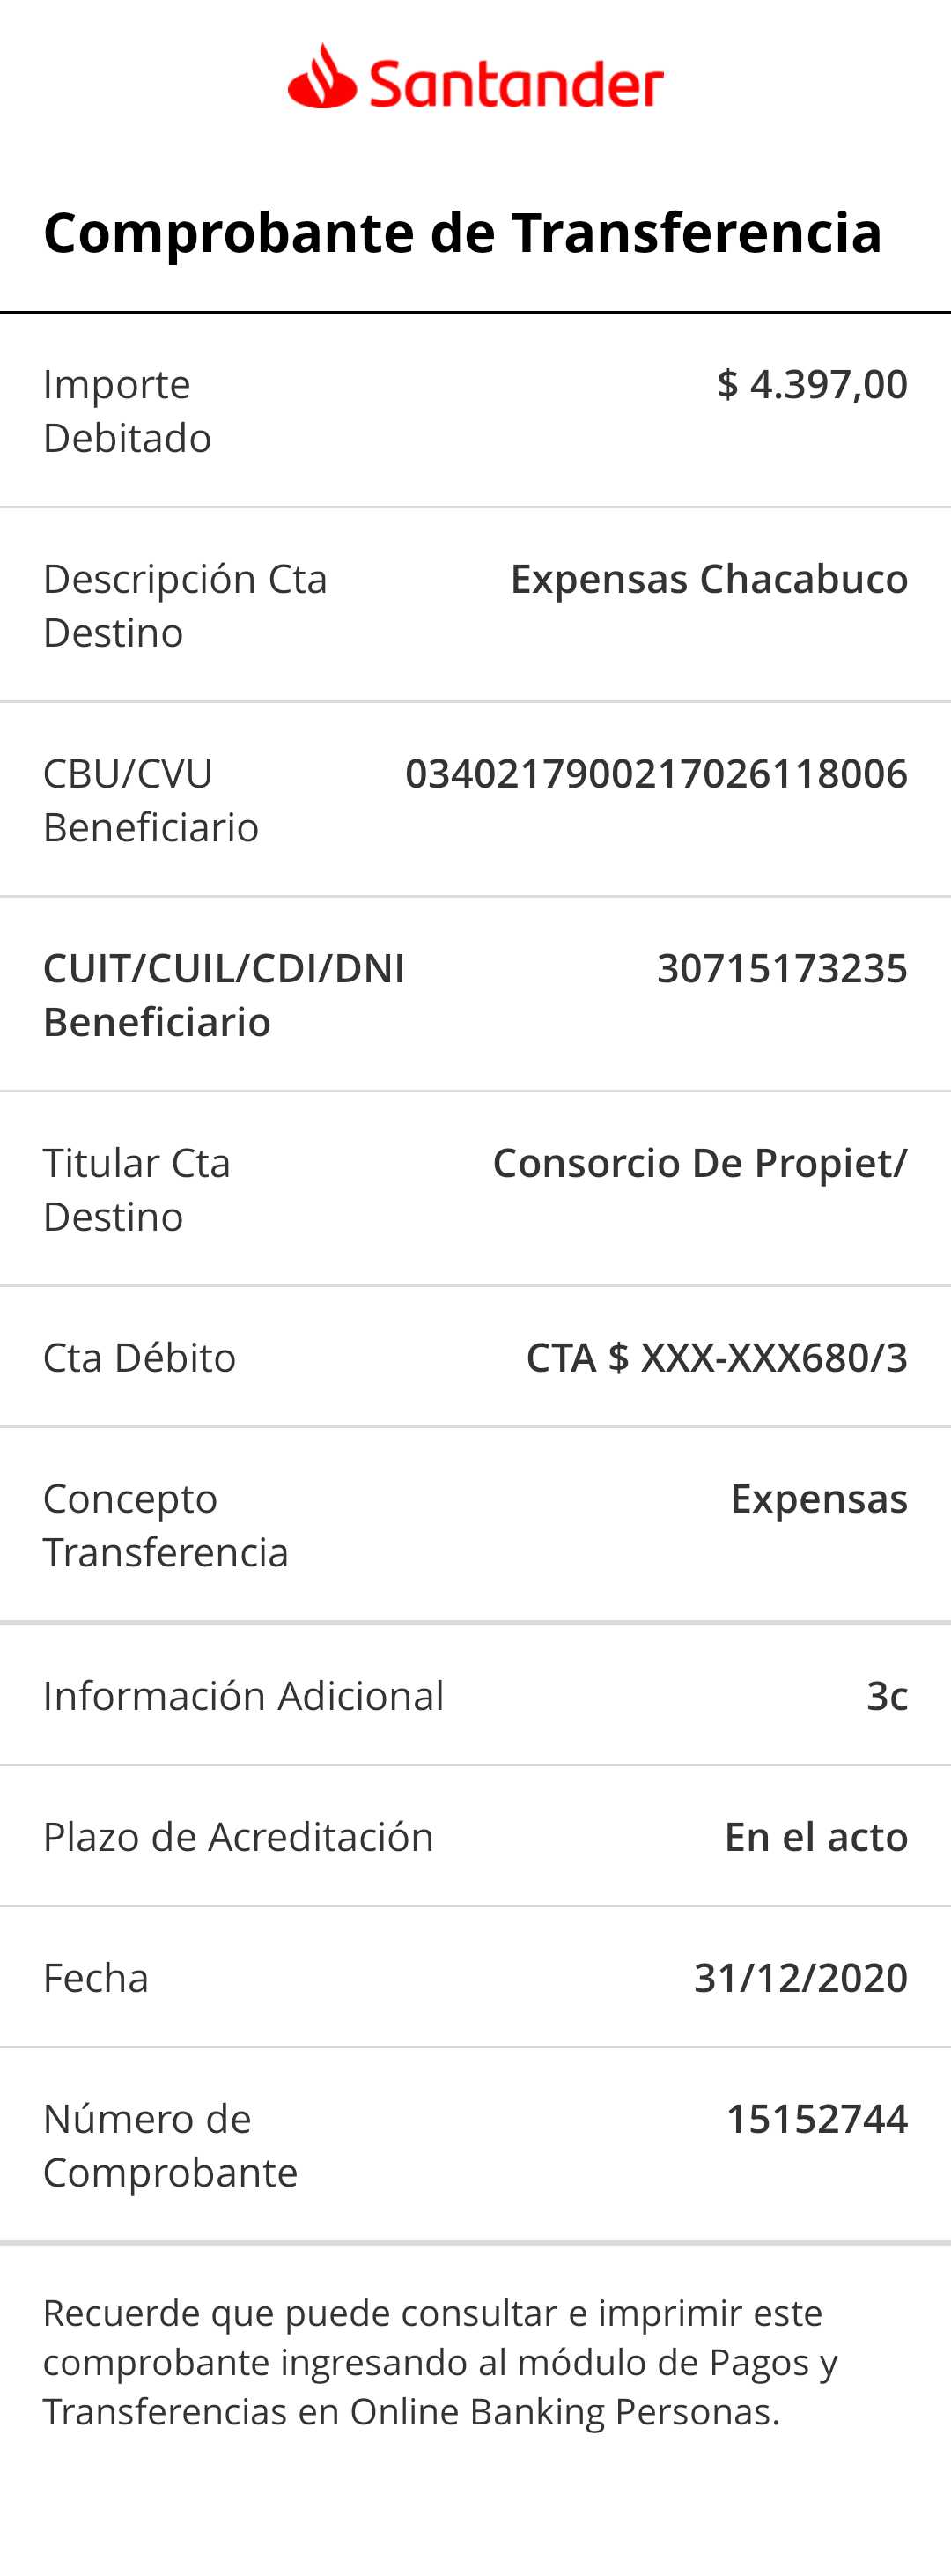 Santander
Comprobante de Transferencia
Importe
Debitado
$ 4.397,00
Descripción Cta
Destino
Expensas Chacabuco
CBU/CVU
Beneficiario
0340217900217026118006
CUIT/CUIL/CDI/DNI
Beneficiario
30715173235
Titular Cta
Destino
Consorcio De Propiet/
Cta Débito
CTA $ XXX-XXX680/3
Concepto
Transferencia
Expensas
Información Adicional
3c
Plazo de Acreditación
En el acto
Fecha
31/12/2020
Número de
Comprobante
15152744
Recuerde que puede consultar e imprimir este
comprobante ingresando al módulo de Pagos y
Transferencias en Online Banking Personas.